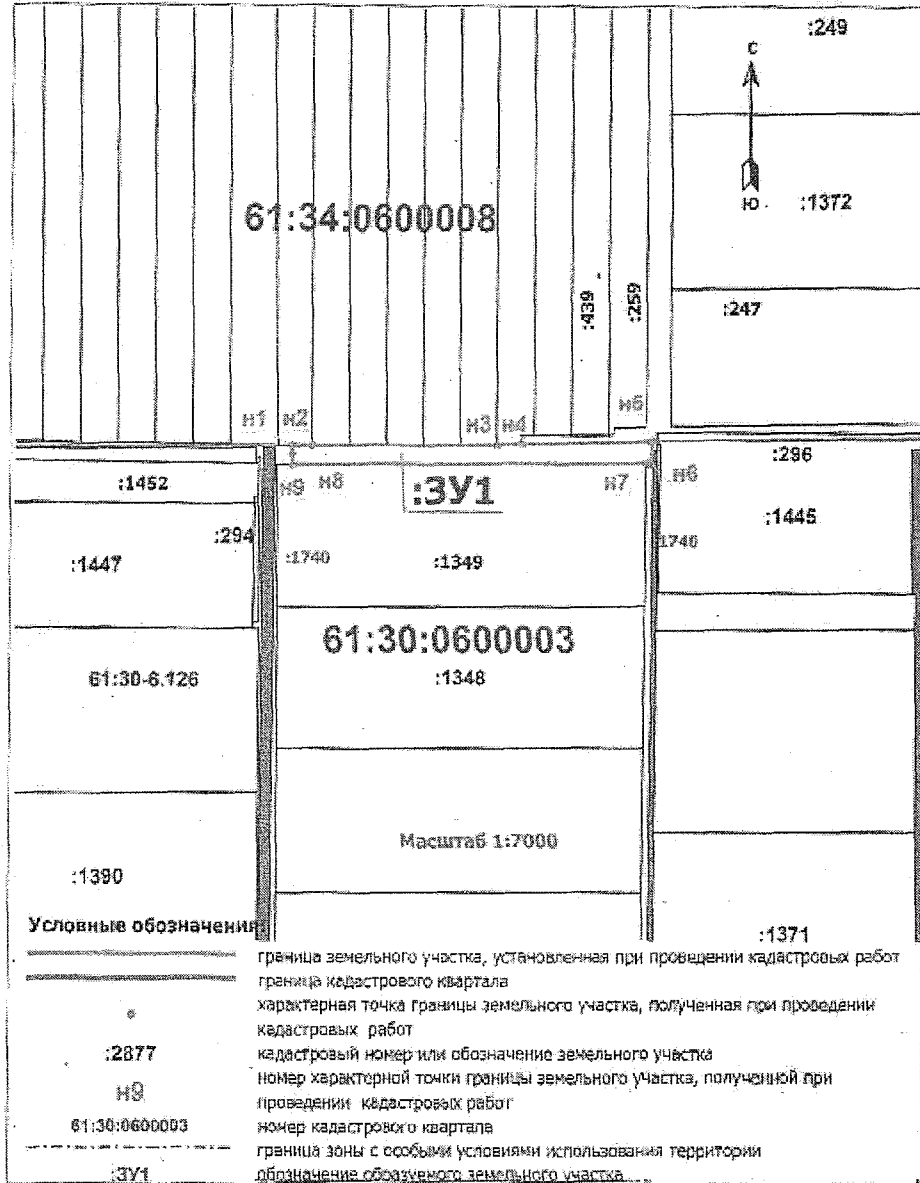 :249
С
Ю
:1372
61:34:0600008
:439
:259
:247
н1 н2 н3 н4 н5
:296
:1452
н9 н8 :ЗУ1 н7 н6
:1445
:294
:1447
:1740 :1349 1740
61:30:0600003
61:30-6.126
:1348
Масштаб 1:7000
:1390
Условные обозначения
:1371
граница земельного участка, установленная при проведении кадастровых работ
граница кадастрового квартала
характерная точка границы земельного участка, полученная при проведении
кадастровых работ
:2877 кадастровый номер или обозначение земельного участка
н9 номер характерной точки границы земельного участка, полученной при
проведении кадастровых работ
61:30:0600003 номер кадастрового квартала
граница зоны с особыми условиями использования территории
:ЗУ1 обозначение образуемого земельного участка